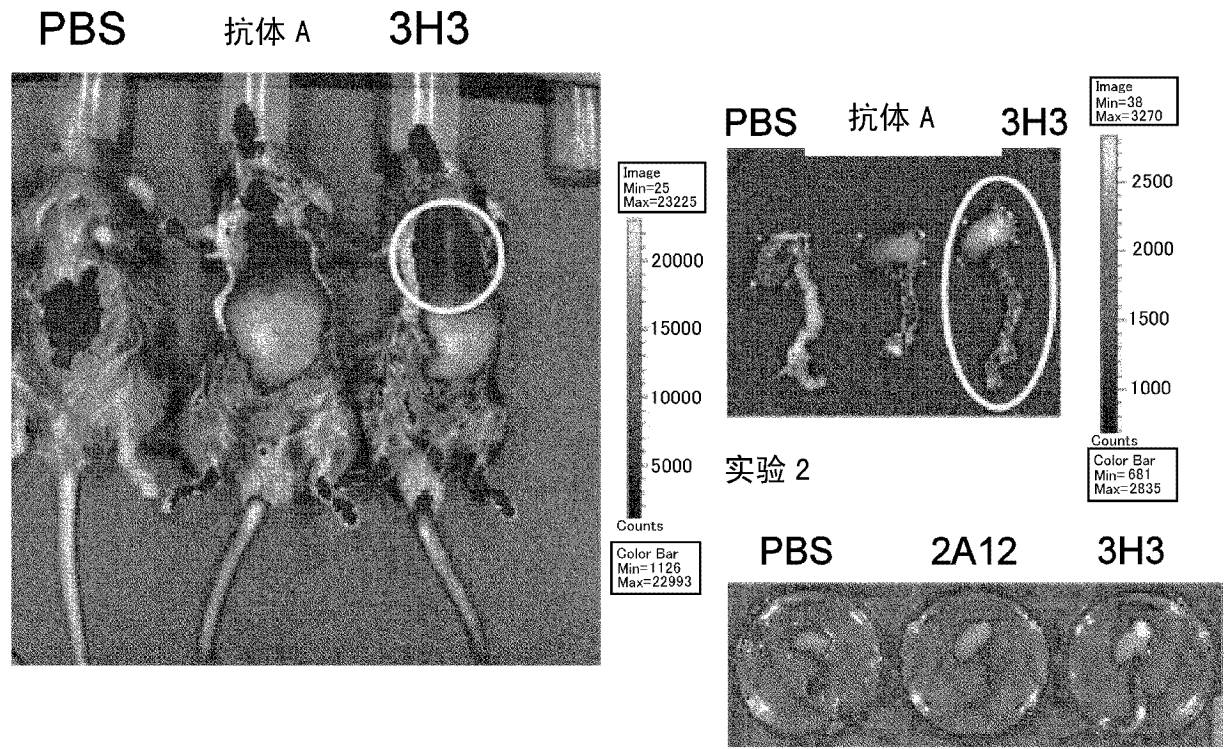 PBS 抗体 A 3H3
Image
Min=25
Max=23225
20000
15000
10000
5000
Counts
Color Bar
Min=1126
Max=22993
PBS 抗体 A 3H3
Image
Min=38
Max=3270
2500
2000
1500
1000
Counts
Color Bar
Min=681
Max=2835
实验 2
PBS 2A12 3H3